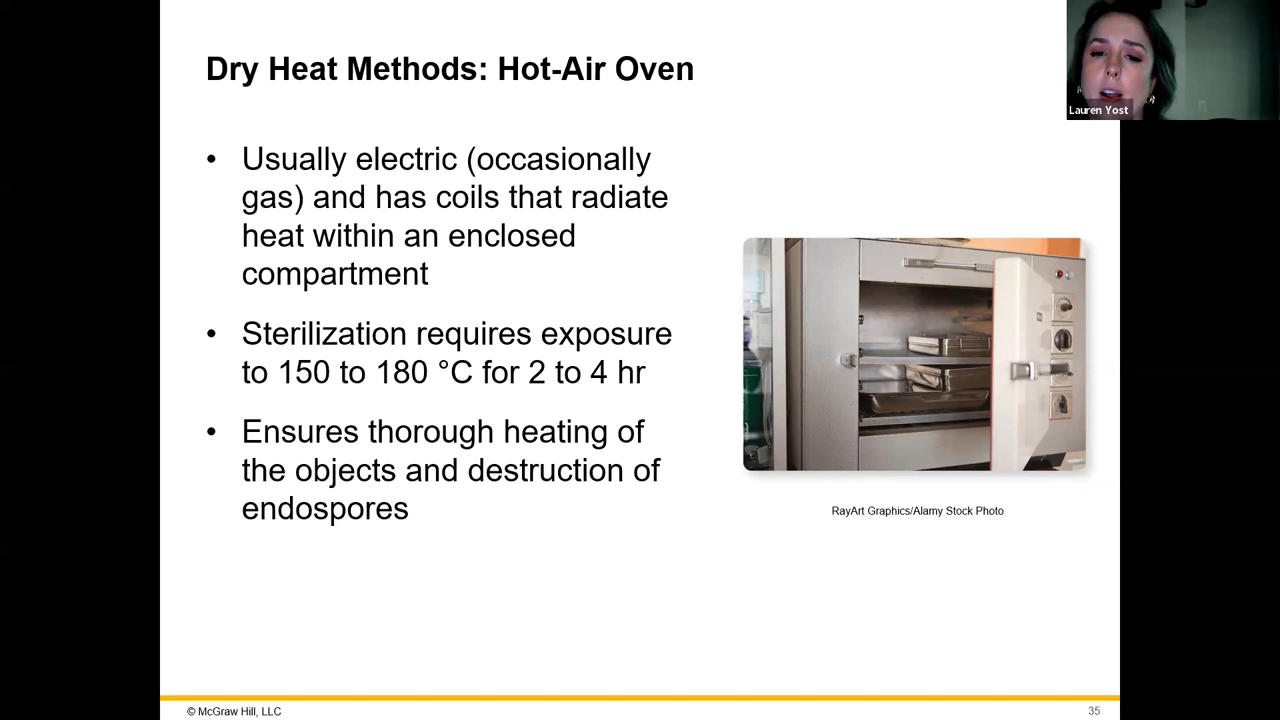 Dry Heat Methods: Hot-Air Oven
Lauren Yost
• Usually electric (occasionally
gas) and has coils that radiate
heat within an enclosed
compartment
• Sterilization requires exposure
to 150 to 180 °C for 2 to 4 hr
• Ensures thorough heating of
the objects and destruction of
endospores
RayArt Graphics/Alamy Stock Photo
© McGraw Hill, LLC
35